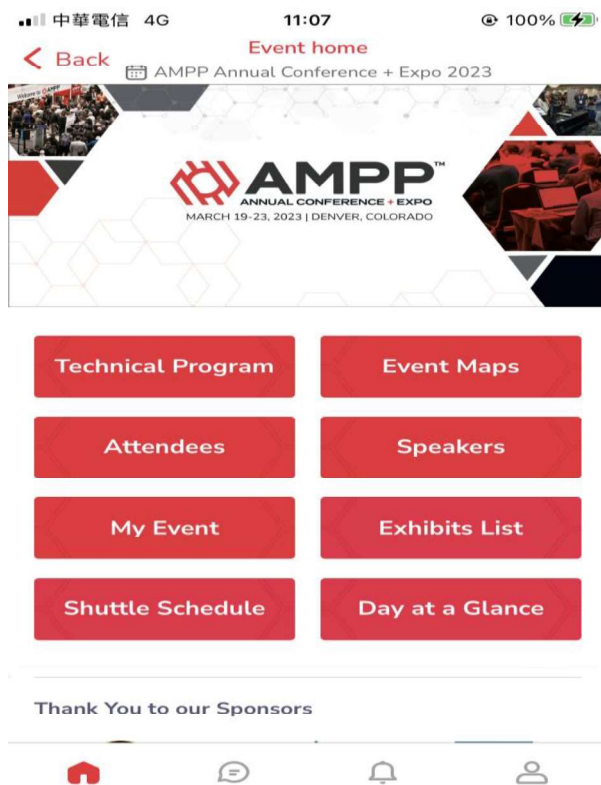 中華電信 4G 11:07 100%
Back Event home
AMPP Annual Conference + Expo 2023
AMPP™
ANNUAL CONFERENCE + EXPO
MARCH 19-23, 2023 | DENVER, COLORADO
Technical Program Event Maps
Attendees Speakers
My Event Exhibits List
Shuttle Schedule Day at a Glance
Thank You to our Sponsors